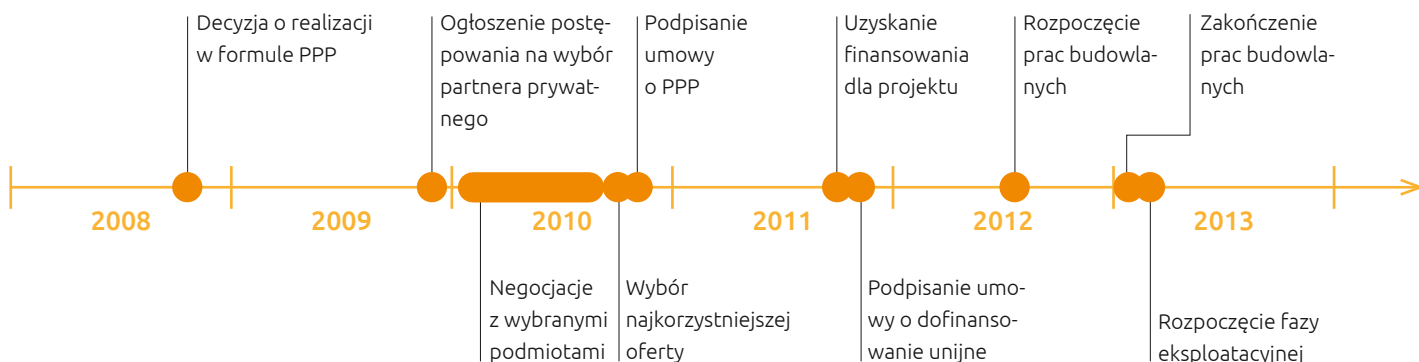 Decyzja o realizacji
w formule PPP
Ogłoszenie postę-
powania na wybór
partnera prywat-
nego
Podpisanie
umowy
o PPP
Uzyskanie
finansowania
dla projektu
Rozpoczęcie
prac budowla-
nych
Zakończenie
prac budowla-
nych
2008
2009
2010
2011
2012
2013
Negocjacje
z wybranymi
podmiotami
Wybór
najkorzystniejszej
oferty
Podpisanie umo-
wy o dofinanso-
wanie unijne
Rozpoczęcie fazy
eksploatacyjnej